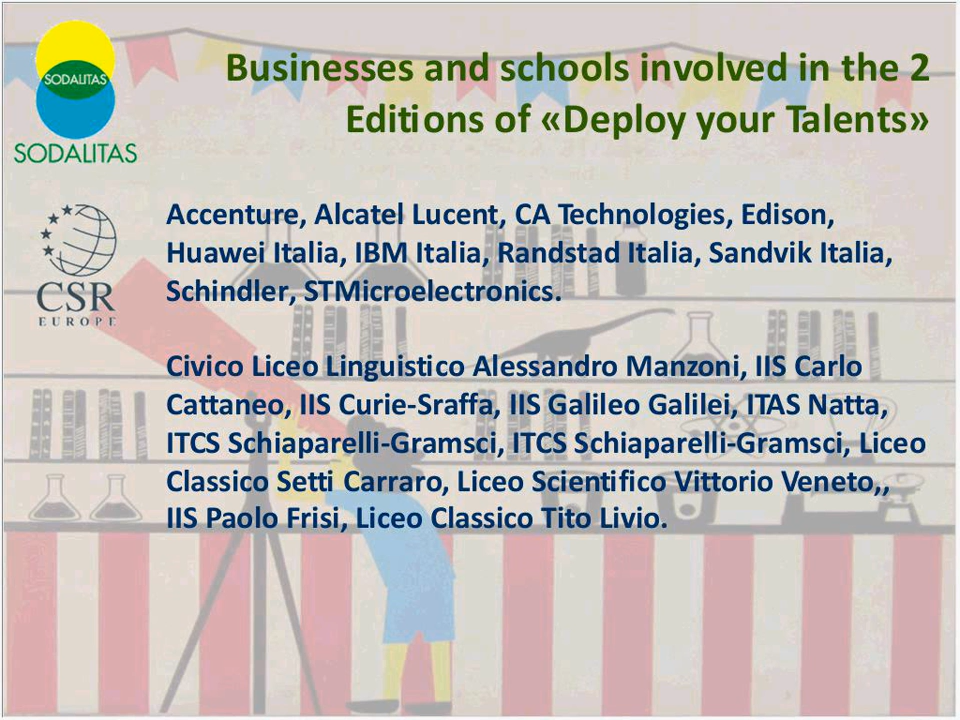 SODALITAS
SODALITAS
Businesses and schools involved in the 2
Editions of «Deploy your Talents»
CSR
EUROPE
Accenture, Alcatel Lucent, CA Technologies, Edison,
Huawei Italia, IBM Italia, Randstad Italia, Sandvik Italia,
Schindler, STMicroelectronics.
Civico Liceo Linguistico Alessandro Manzoni, IIS Carlo
Cattaneo, IIS Curie-Sraffa, IIS Galileo Galilei, ITAS Natta,
ITCS Schiaparelli-Gramsci, ITCS Schiaparelli-Gramsci, Liceo
Classico Setti Carraro, Liceo Scientifico Vittorio Veneto,,
IIS Paolo Frisi, Liceo Classico Tito Livio.